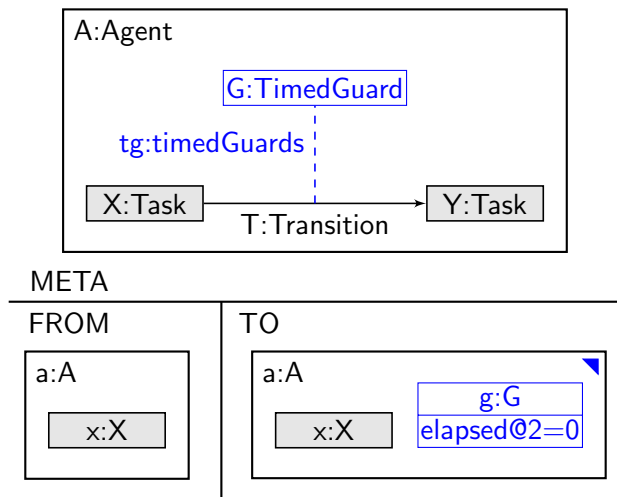 A:Agent
G:TimedGuard
tg:timedGuards
X:Task
Y:Task
T:Transition
META
FROM
TO
a:A
x:X
a:A
x:X
g:G
elapsed@2=0